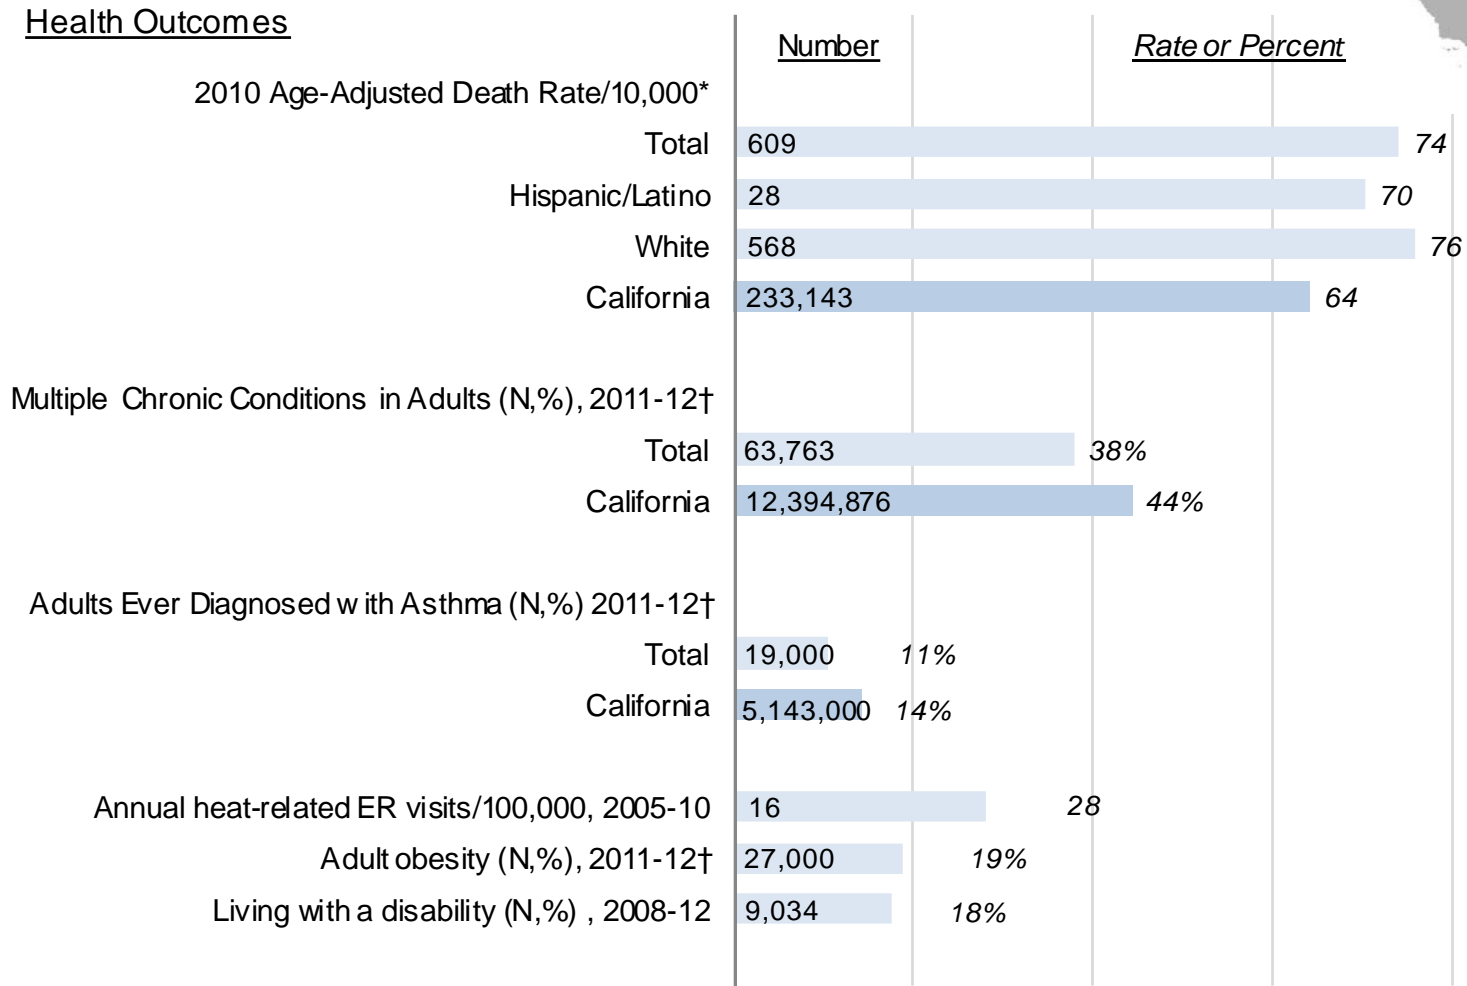 Health Outcomes
Number Rate or Percent
2010 Age-Adjusted Death Rate/10,000*
Total 609 74
Hispanic/Latino 28 70
White 568 76
California 233,143 64
Multiple Chronic Conditions in Adults (N,%), 2011-12†
Total 63,763 38%
California 12,394,876 44%
Adults Ever Diagnosed with Asthma (N,%) 2011-12†
Total 19,000 11%
California 5,143,000 14%
Annual heat-related ER visits/100,000, 2005-10 16 28
Adult obesity (N,%), 2011-12† 27,000 19%
Living with a disability (N,%) , 2008-12 9,034 18%